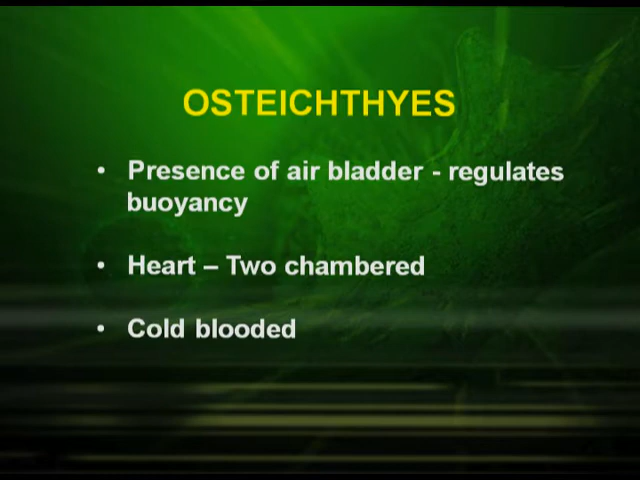 OSTEICHTHYES
• Presence of air bladder - regulates
buoyancy
• Heart – Two chambered
• Cold blooded